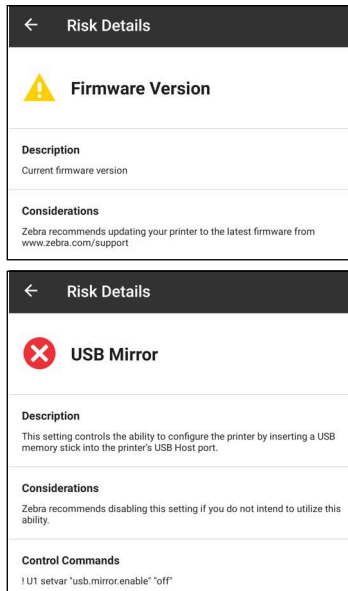 Risk Details
Firmware Version
Description
Current firmware version
Considerations
Zebra recommends updating your printer to the latest firmware from
www.zebra.com/support
Risk Details
USB Mirror
Description
This setting controls the ability to configure the printer by inserting a USB
memory stick into the printer's USB Host port.
Considerations
Zebra recommends disabling this setting if you do not intend to utilize this
ability.
Control Commands
! U1 setvar "usb.mirror.enable" "off"